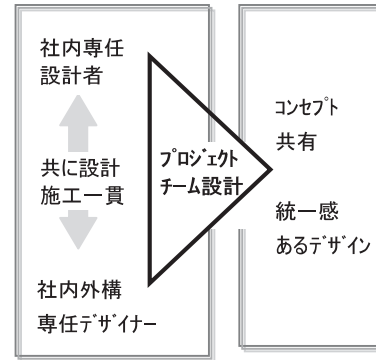 社内専任
設計者
共に設計
施工一貫
社内外構
専任デザイナー
プロジェクト
チーム設計
コンセプト
共有
統一感
あるデザイン